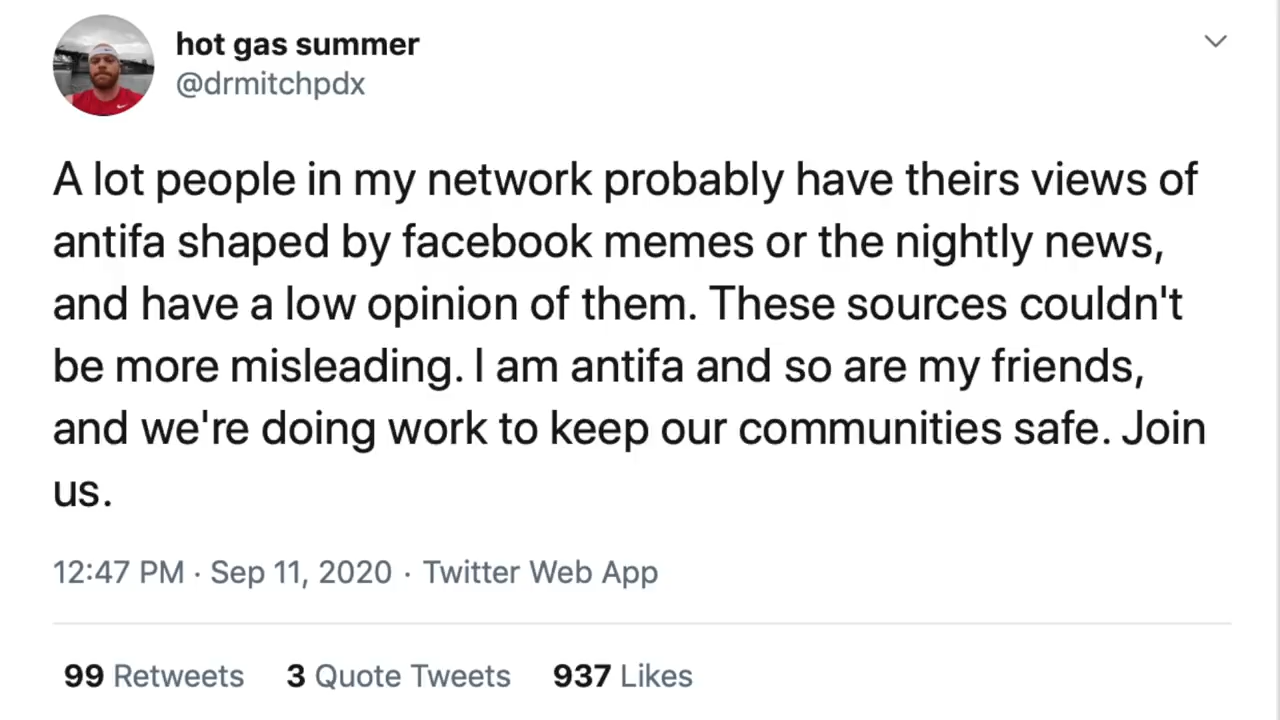 hot gas summer
@drmitchpdx
A lot people in my network probably have theirs views of
antifa shaped by facebook memes or the nightly news,
and have a low opinion of them. These sources couldn't
be more misleading. I am antifa and so are my friends,
and we're doing work to keep our communities safe. Join
us.
12:47 PM · Sep 11, 2020 · Twitter Web App
99 Retweets 3 Quote Tweets 937 Likes